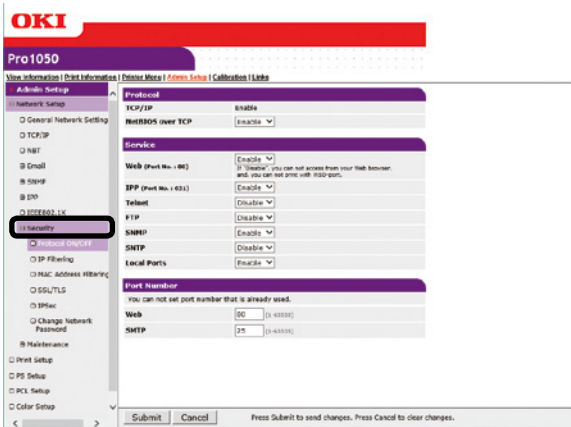 OKI
Pro1050
View Information | Print Information | Printer Menu | Admin Setup | Calibration | Links
Admin Setup
Network Setup
General Network Setting
TCP/IP
NBT
Email
SNMP
IPP
IEEE802.1X
Security
Protocol ON/OFF
IP Filtering
MAC Address Filtering
SSL/TLS
IPSec
Change Network
Password
Maintenance
Print Setup
PS Setup
PCL Setup
Color Setup
Protocol
TCP/IP Enable
NetBIOS over TCP Enable
Service
Web (Port No. : 80) Enable
If "Disable", you can not access from your Web browser.
and, you can not print with WSD-port.
IPP (Port No. : 631) Enable
Telnet Disable
FTP Disable
SNMP Enable
SNTP Disable
Local Ports Enable
Port Number
You can not set port number that is already used.
Web 80 (1-65535)
SMTP 25 (1-65535)
Submit Cancel Press Submit to send changes. Press Cancel to clear changes.